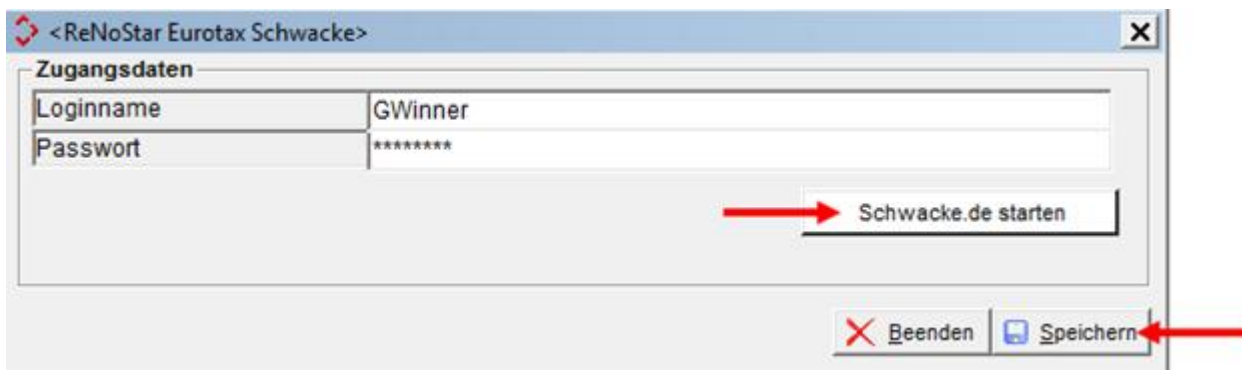 <ReNoStar Eurotax Schwacke>
Zugangsdaten
Loginname GWinner
Passwort ********
Schwacke.de starten
Beenden Speichern